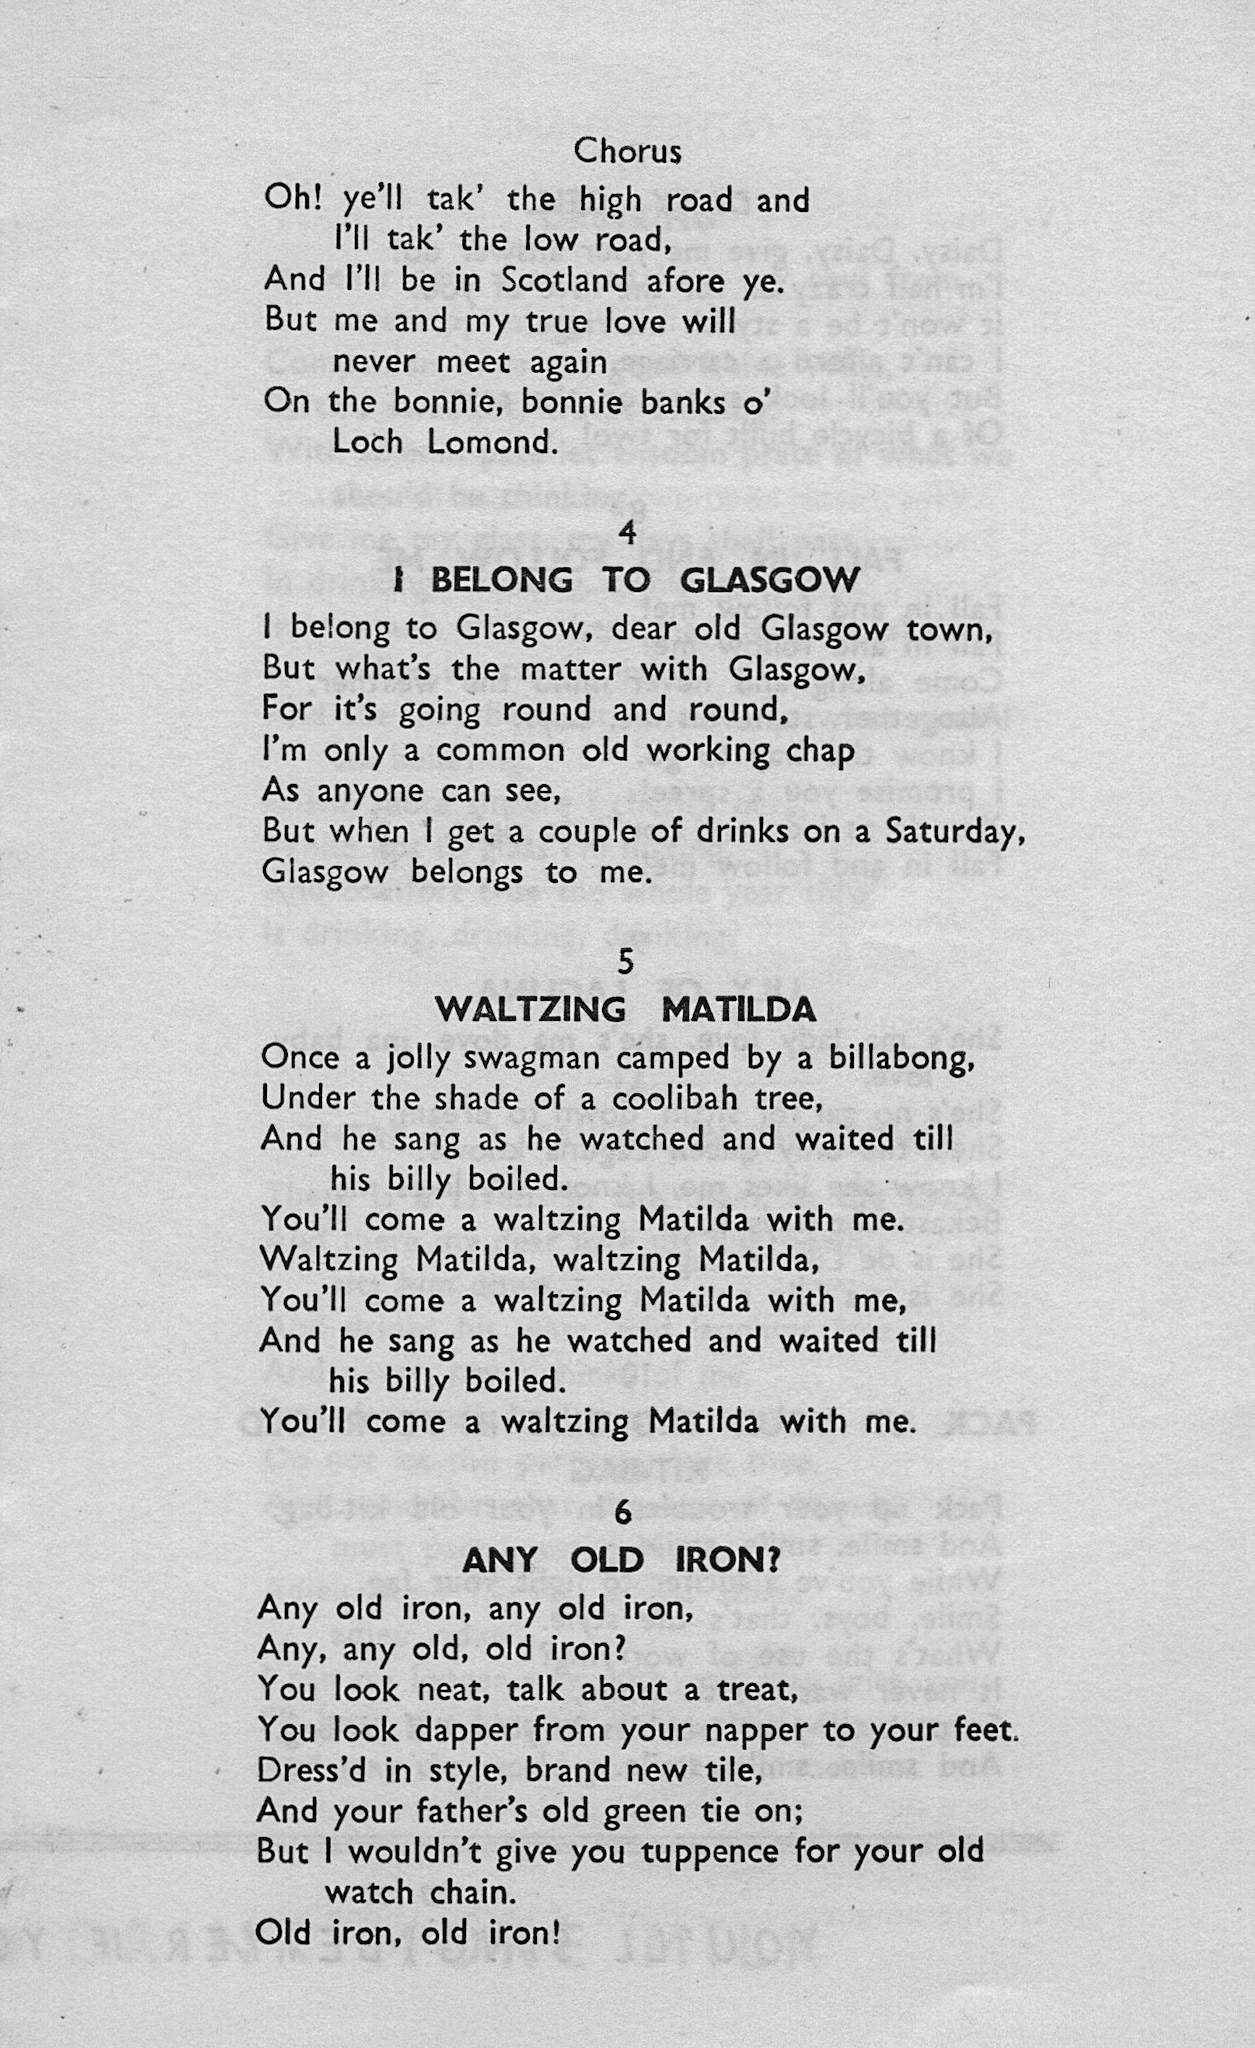 Chorus
Oh! ye'll tak' the high road and
I'll tak' the low road,
And I'll be in Scotland afore ye.
But me and my true love will
never meet again
On the bonnie, bonnie banks o'
Loch Lomond.
4
I BELONG TO GLASGOW
I belong to Glasgow, dear old Glasgow town,
But what's the matter with Glasgow,
For it's going round and round,
I'm only a common old working chap
As anyone can see,
But when I get a couple of drinks on a Saturday,
Glasgow belongs to me.
5
WALTZING MATILDA
Once a jolly swagman camped by a billabong,
Under the shade of a coolibah tree,
And he sang as he watched and waited till
his billy boiled.
You'll come a waltzing Matilda with me.
Waltzing Matilda, waltzing Matilda,
You'll come a waltzing Matilda with me,
And he sang as he watched and waited till
his billy boiled.
You'll come a waltzing Matilda with me.
6
ANY OLD IRON?
Any old iron, any old iron,
Any, any old, old iron?
You look neat, talk about a treat,
You look dapper from your napper to your feet.
Dress'd in style, brand new tile,
And your father's old green tie on;
But I wouldn't give you tuppence for your old
watch chain.
Old iron, old iron!